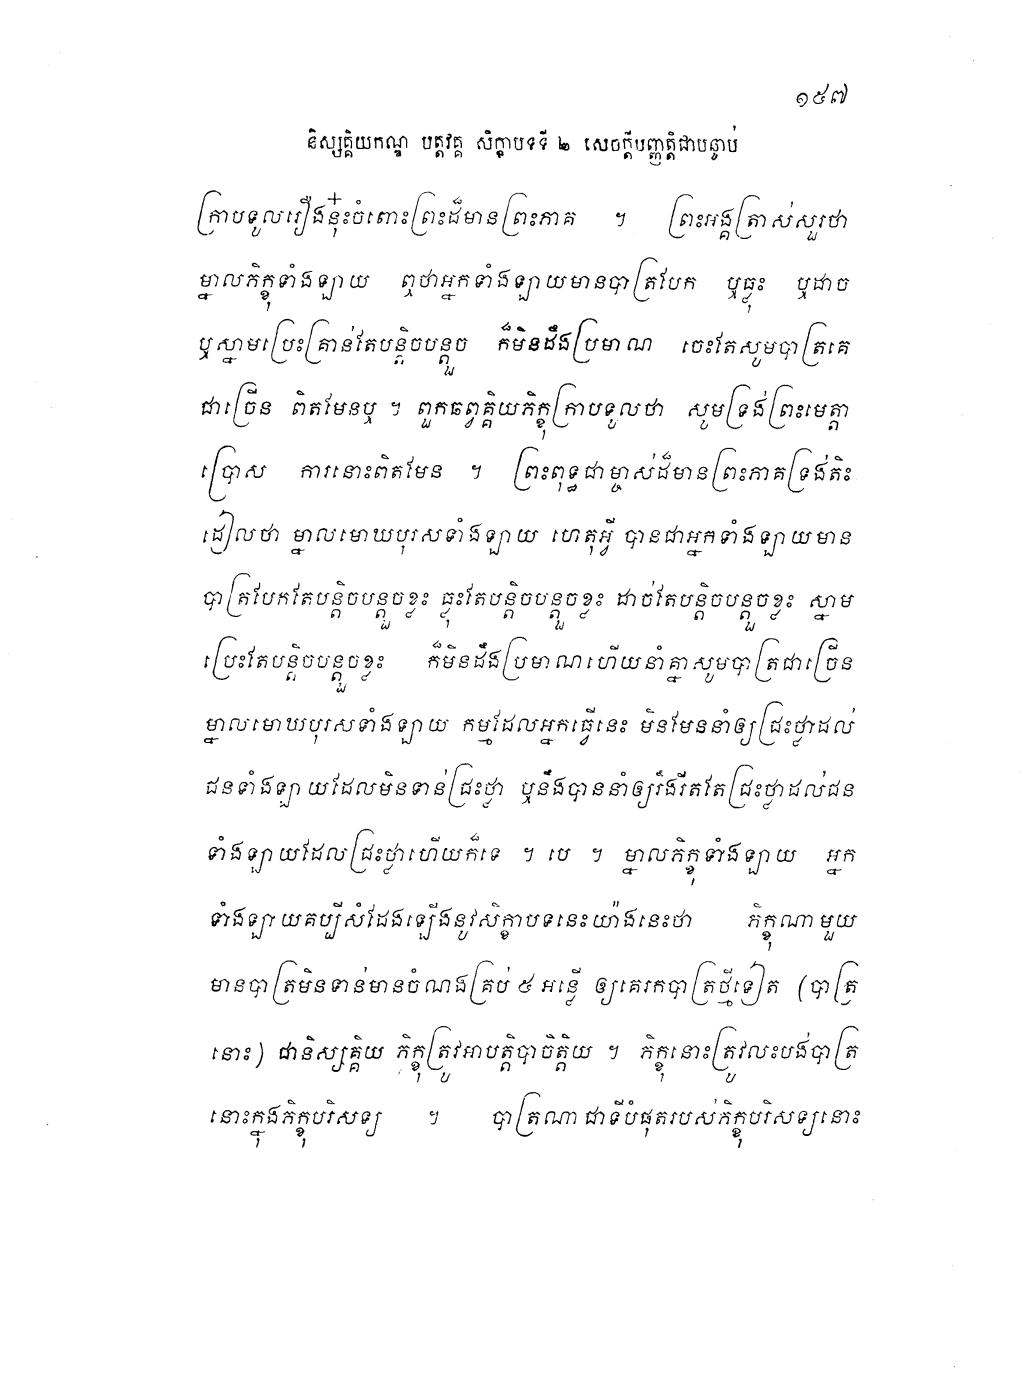 ១៥៧
និស្សគ្គិយកណ្ឌ បត្តវគ្គ សិក្ខាបទទី ២ សេចក្តីបញ្ញត្តិជាបន្ទាប់
ក្រាបទូលរឿងនុ៎ះចំពោះព្រះដ៏មានព្រះភាគ ។ ព្រះអង្គត្រាស់សួរថា
ម្នាលភិក្ខុទាំងឡាយ ឮថាអ្នកទាំងឡាយមានបាត្របែក ឬធ្លុះ ឬដាច
ឬស្នាមប្រេះគ្រាន់តែបន្តិចបន្តួច ក៏មិនដឹងប្រមាណ ចេះតែសូមបាត្រគេ
ជាច្រើន ពិតមែនឬ ។ ពួកឆព្វគ្គិយភិក្ខុក្រាបទូលថា សូមទ្រង់ព្រះមេត្តា
ប្រោស ការនោះពិតមែន ។ ព្រះពុទ្ធជាម្ចាស់ដ៏មានព្រះភាគទ្រង់តិះ
ដៀលថា ម្នាលមោឃបុរសទាំងឡាយ ហេតុអ្វី បានជាអ្នកទាំងឡាយមាន
បាត្របែកតែបន្តិចបន្តួចខ្លះ ធ្លុះតែបន្តិចបន្តួចខ្លះ ដាច់តែបន្តិចបន្តួចខ្លះ ស្នាម
ប្រេះតែបន្តិចបន្តួចខ្លះ ក៏មិនដឹងប្រមាណហើយនាំគ្នាសូមបាត្រជាច្រើន
ម្នាលមោឃបុរសទាំងឡាយ កម្មដែលអ្នកធ្វើនេះ មិនមែននាំឲ្យជ្រះថ្លាដល់
ជនទាំងឡាយដែលមិនទាន់ជ្រះថ្លា ឬនឹងបាននាំឲ្យរឹងរឹតតែជ្រះថ្លាដល់ជន
ទាំងឡាយដែលជ្រះថ្លាហើយក៏ទេ ។ បេ ។ ម្នាលភិក្ខុទាំងឡាយ អ្នក
ទាំងឡាយគប្បីសំដែងឡើងនូវសិក្ខាបទនេះយ៉ាងនេះថា ភិក្ខុណាមួយ
មានបាត្រមិនទាន់មានចំណងគ្រប់ ៥ អន្លើ ឲ្យគេរកបាត្រថ្មីទៀត (បាត្រ
នោះ) ជានិស្សគ្គិយ ភិក្ខុត្រូវអាបត្តិបាចិត្តិយ ។ ភិក្ខុនោះត្រូវលះបង់បាត្រ
នោះក្នុងភិក្ខុបរិសទ្យ ។ បាត្រណាជាទីបំផុតរបស់ភិក្ខុបរិសទ្យនោះ